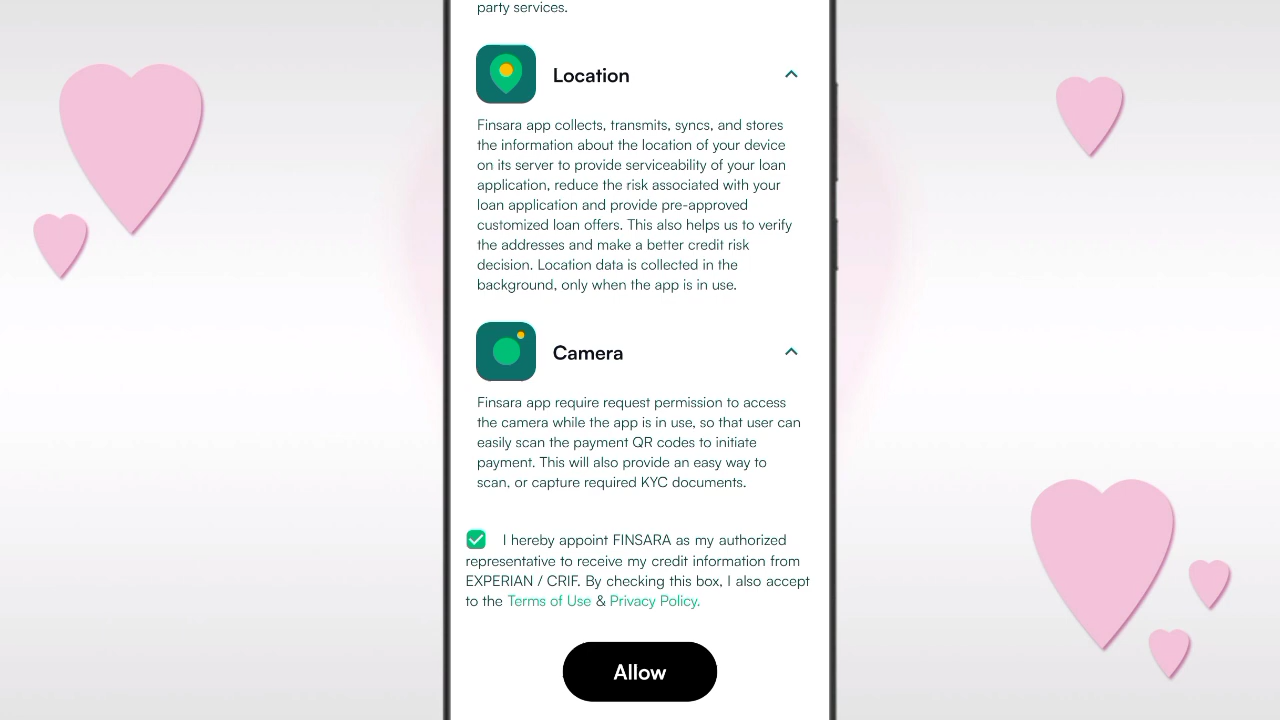 party services.
Location
Finsara app collects, transmits, syncs, and stores
the information about the location of your device
on its server to provide serviceability of your loan
application, reduce the risk associated with your
loan application and provide pre-approved
customized loan offers. This also helps us to verify
the addresses and make a better credit risk
decision. Location data is collected in the
background, only when the app is in use.
Camera
Finsara app require request permission to access
the camera while the app is in use, so that user can
easily scan the payment QR codes to initiate
payment. This will also provide an easy way to
scan, or capture required KYC documents.
I hereby appoint FINSARA as my authorized
representative to receive my credit information from
EXPERIAN / CRIF. By checking this box, I also accept
to the Terms of Use & Privacy Policy.
Allow